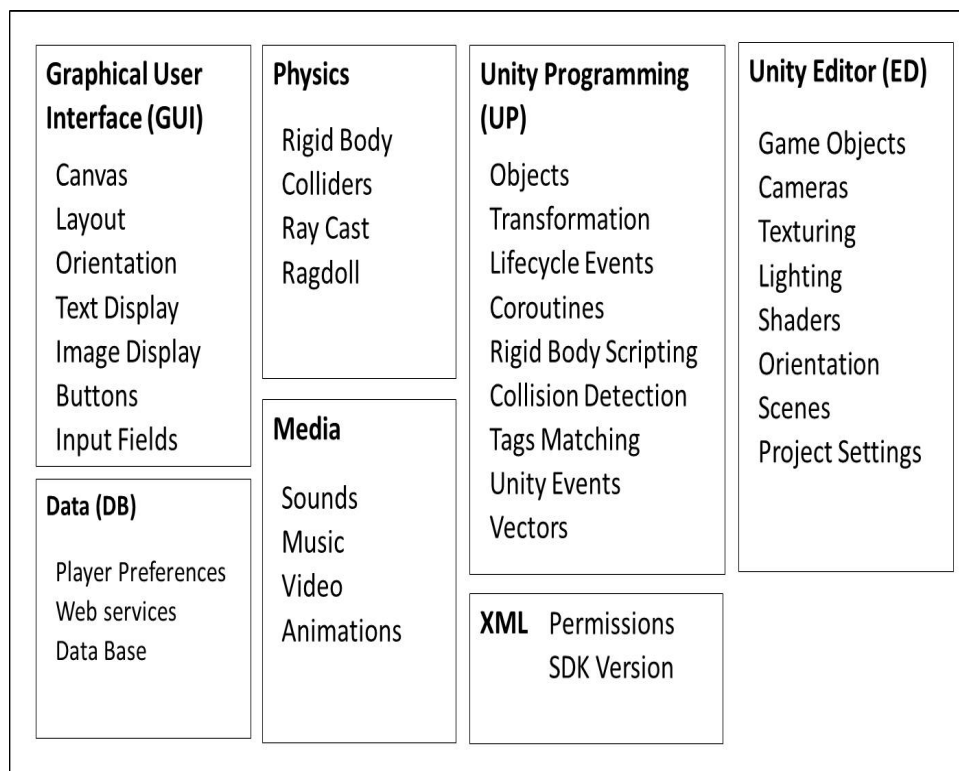 Graphical User
Interface (GUI)
Canvas
Layout
Orientation
Text Display
Image Display
Buttons
Input Fields
Data (DB)
Player Preferences
Web services
Data Base
Physics
Rigid Body
Colliders
Ray Cast
Ragdoll
Media
Sounds
Music
Video
Animations
Unity Programming
(UP)
Objects
Transformation
Lifecycle Events
Coroutines
Rigid Body Scripting
Collision Detection
Tags Matching
Unity Events
Vectors
XML Permissions
SDK Version
Unity Editor (ED)
Game Objects
Cameras
Texturing
Lighting
Shaders
Orientation
Scenes
Project Settings